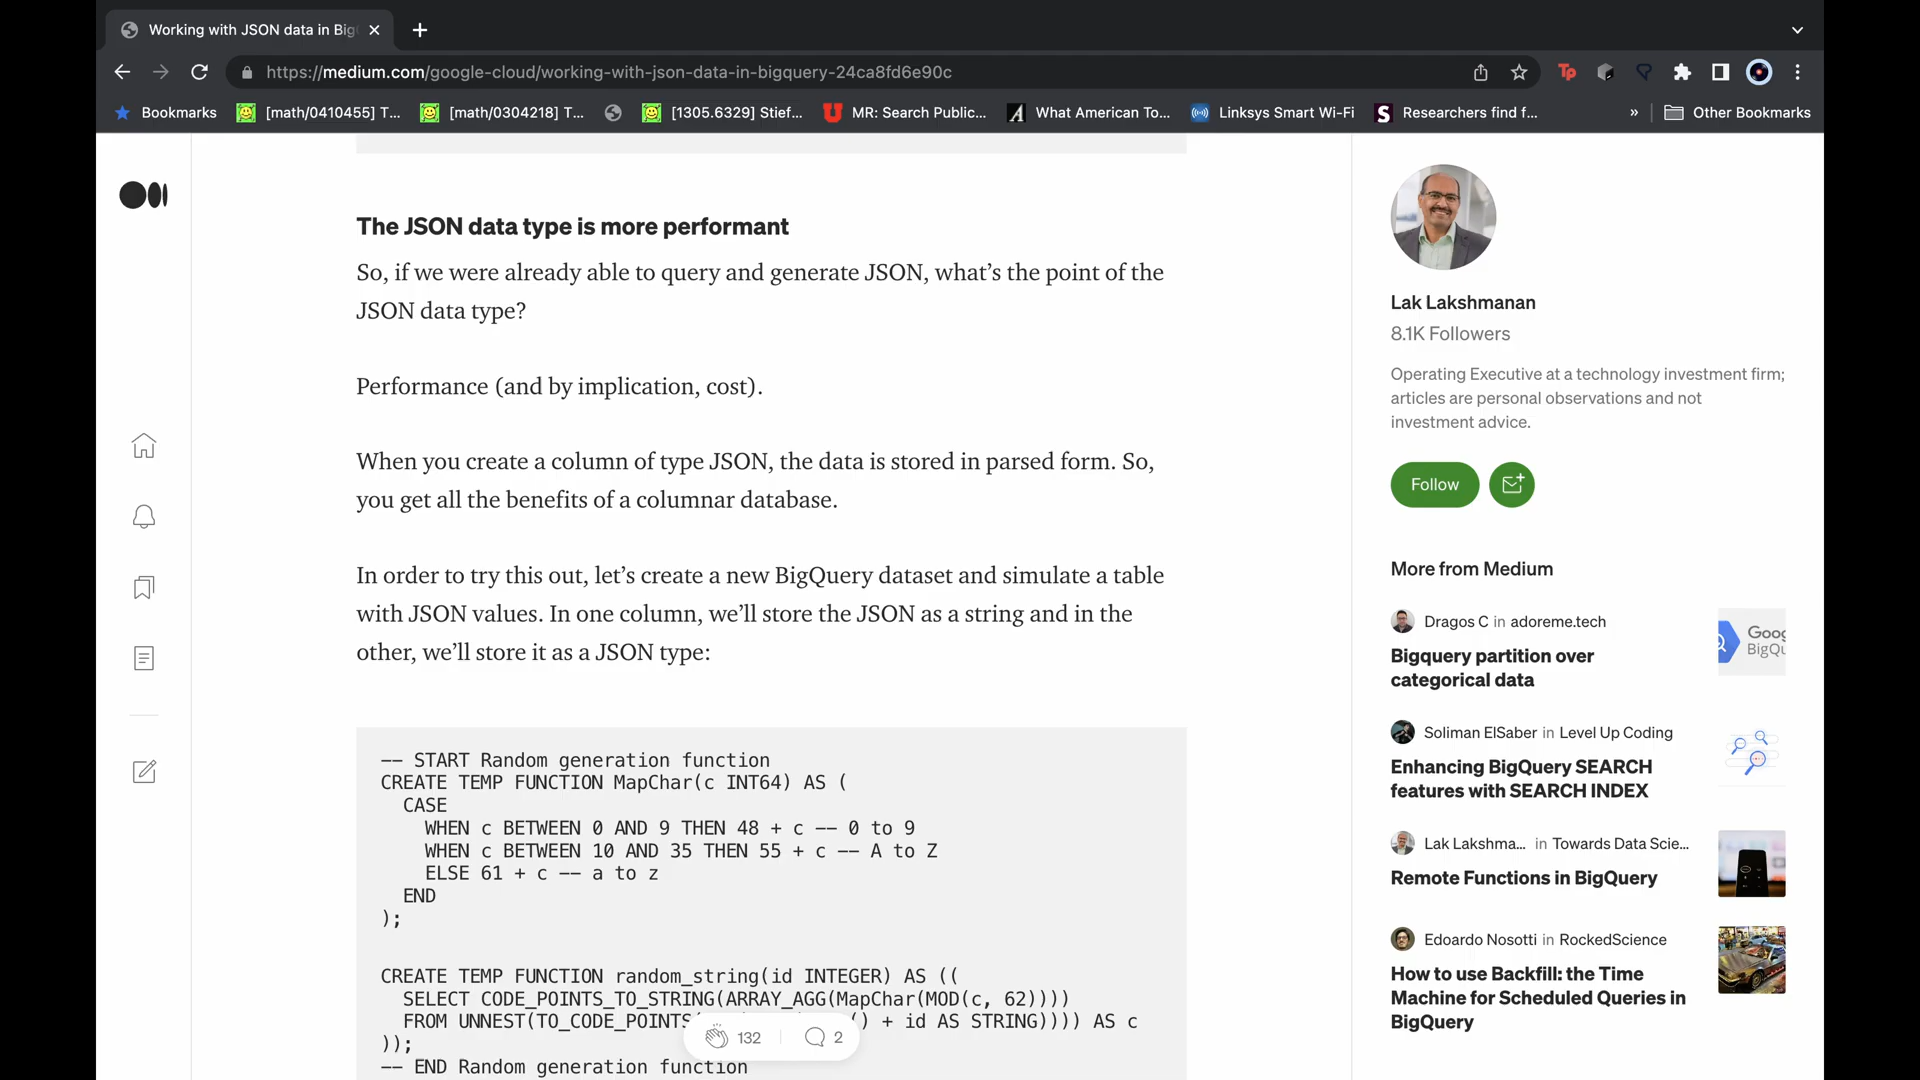 Working with JSON data in Big
https://medium.com/google-cloud/working-with-json-data-in-bigquery-24ca8fd6e90c
Tp
Bookmarks
[math/0410455] T...
[math/0304218] T...
[1305.6329] Stief...
MR: Search Public...
What American To...
Linksys Smart Wi-Fi
Researchers find f...
»
Other Bookmarks
The JSON data type is more performant
So, if we were already able to query and generate JSON, what’s the point of the
JSON data type?
Performance (and by implication, cost).
When you create a column of type JSON, the data is stored in parsed form. So,
you get all the benefits of a columnar database.
In order to try this out, let’s create a new BigQuery dataset and simulate a table
with JSON values. In one column, we’ll store the JSON as a string and in the
other, we’ll store it as a JSON type:
-- START Random generation function
CREATE TEMP FUNCTION MapChar(c INT64) AS (
CASE
WHEN c BETWEEN 0 AND 9 THEN 48 + c -- 0 to 9
WHEN c BETWEEN 10 AND 35 THEN 55 + c -- A to Z
ELSE 61 + c -- a to z
END
);
CREATE TEMP FUNCTION random_string(id INTEGER) AS ((
SELECT CODE_POINTS_TO_STRING(ARRAY_AGG(MapChar(MOD(c, 62))))
FROM UNNEST(TO_CODE_POINTS( () + id AS STRING)))) AS c
));
-- END Random generation function
132
2
Lak Lakshmanan
8.1K Followers
Operating Executive at a technology investment firm;
articles are personal observations and not
investment advice.
Follow
More from Medium
Dragos C in adoreme.tech
Bigquery partition over
categorical data
Goog
BigQu
Soliman ElSaber in Level Up Coding
Enhancing BigQuery SEARCH
features with SEARCH INDEX
Lak Lakshma... in Towards Data Scie...
Remote Functions in BigQuery
Edoardo Nosotti in RockedScience
How to use Backfill: the Time
Machine for Scheduled Queries in
BigQuery